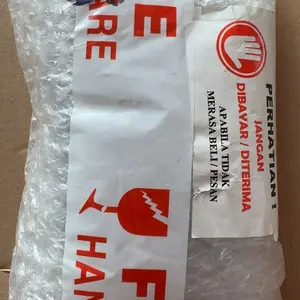 E
ARE
F
HAN
PERHATIAN !
JANGAN
DIBAYAR / DITERIMA
APABILA TIDAK
MERASA BELI / PESAN